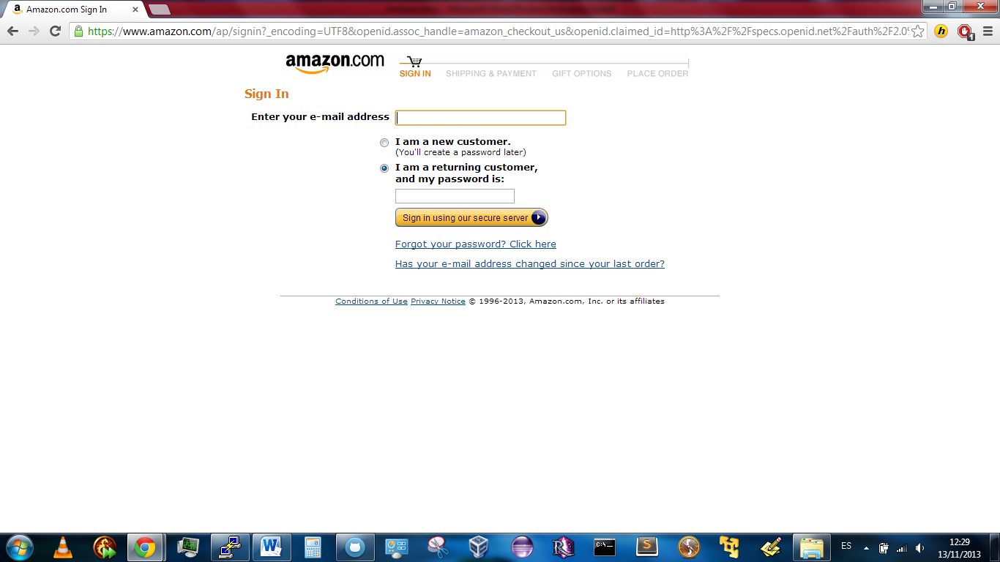 Amazon.com Sign In
https://www.amazon.com/ap/signin?_encoding=UTF8&openid.assoc_handle=amazon_checkout_us&openid.claimed_id=http%3A%2F%2Fspecs.openid.net%2Fauth%2F2.0%
amazon.com
SIGN IN SHIPPING & PAYMENT GIFT OPTIONS PLACE ORDER
Sign In
Enter your e-mail address
I am a new customer.
(You'll create a password later)
I am a returning customer,
and my password is:
Sign in using our secure server
Forgot your password? Click here
Has your e-mail address changed since your last order?
Conditions of Use Privacy Notice © 1996-2013, Amazon.com, Inc. or its affiliates
ES
12:29
13/11/2013